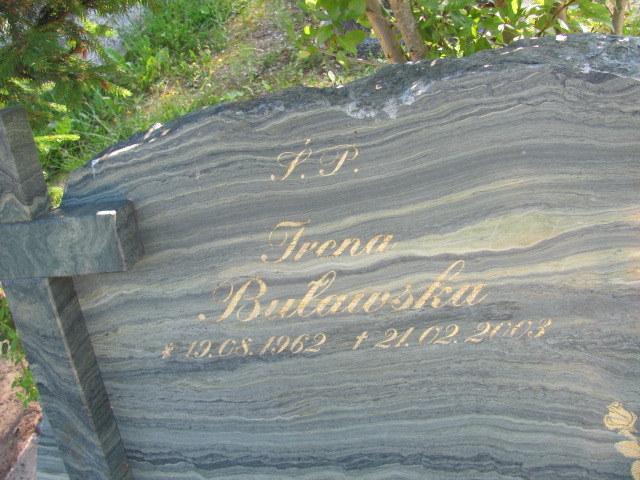 Ś.P.
Irena
Buławska
* 19.08.1962 † 21.02.2003